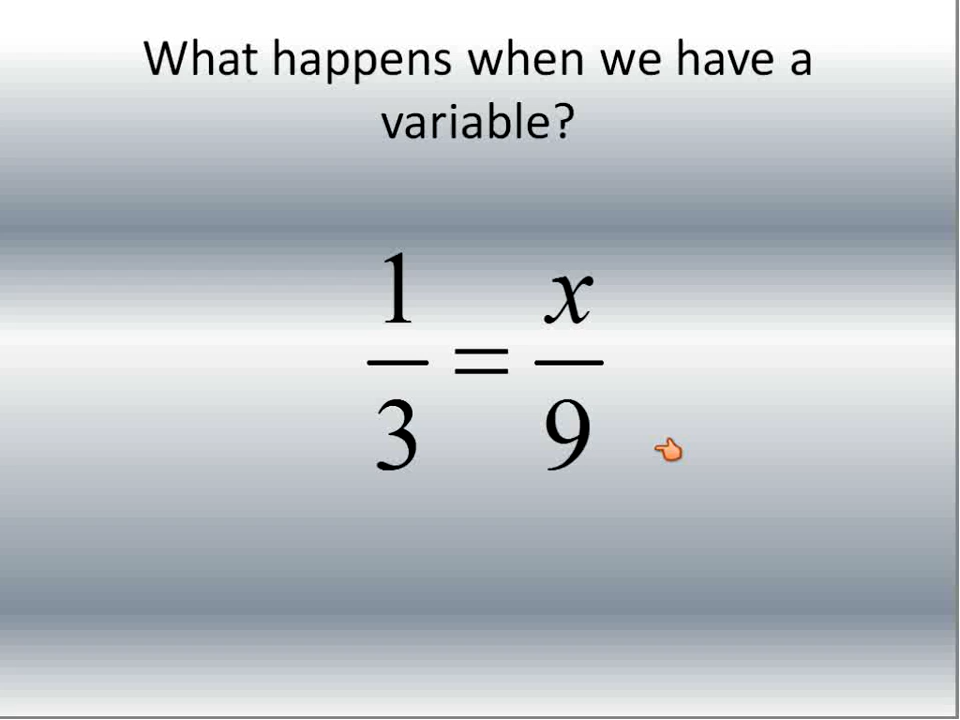 What happens when we have a
variable?
1/3 = x/9